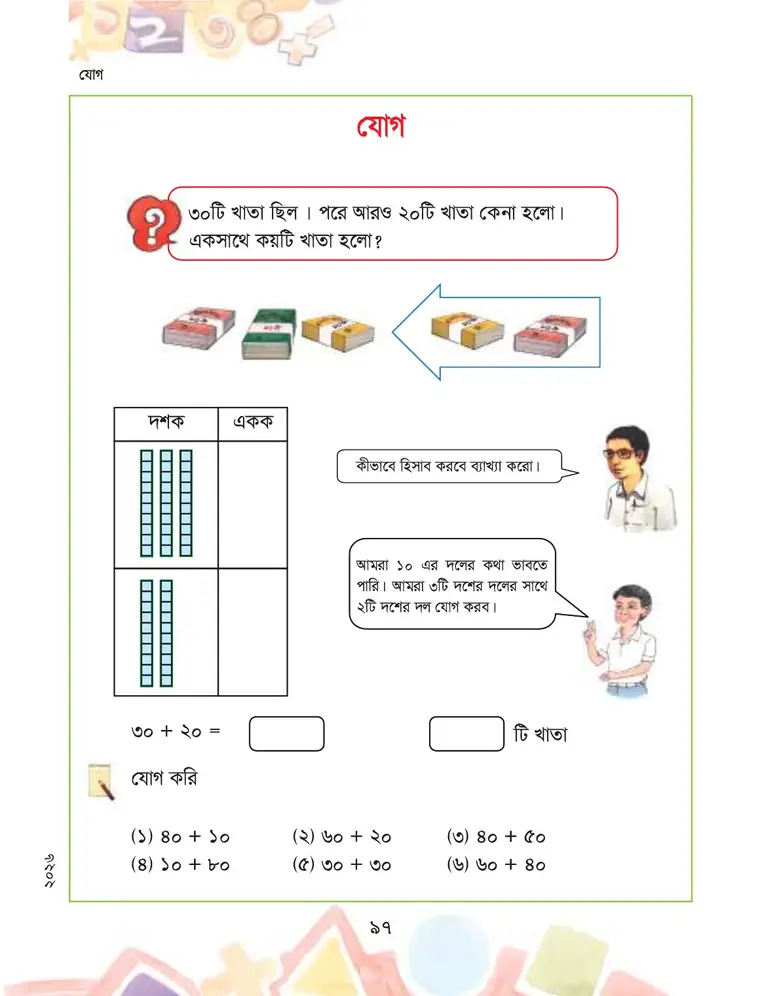 যোগ
যোগ
৩০টি খাতা ছিল । পরে আরও ২০টি খাতা কেনা হলো।
একসাথে কয়টি খাতা হলো?
দশক একক
কীভাবে হিসাব করবে ব্যাখ্যা করো।
আমরা ১০ এর দলের কথা ভাবতে
পারি। আমরা ৩টি দশের দলের সাথে
২টি দশের দল যোগ করব।
৩০ + ২০ =
টি খাতা
যোগ করি
(১) ৪০ + ১০ (২) ৬০ + ২০ (৩) ৪০ + ৫০
(৪) ১০ + ৮০ (৫) ৩০ + ৩০ (৬) ৬০ + ৪০
২০২৬
৯৭